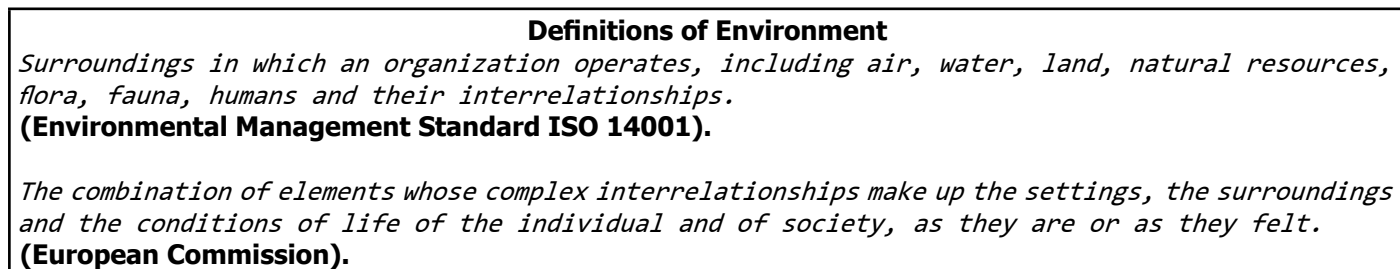 Definitions of Environment
Surroundings in which an organization operates, including air, water, land, natural resources,
flora, fauna, humans and their interrelationships.
(Environmental Management Standard ISO 14001).
The combination of elements whose complex interrelationships make up the settings, the surroundings
and the conditions of life of the individual and of society, as they are or as they felt.
(European Commission).